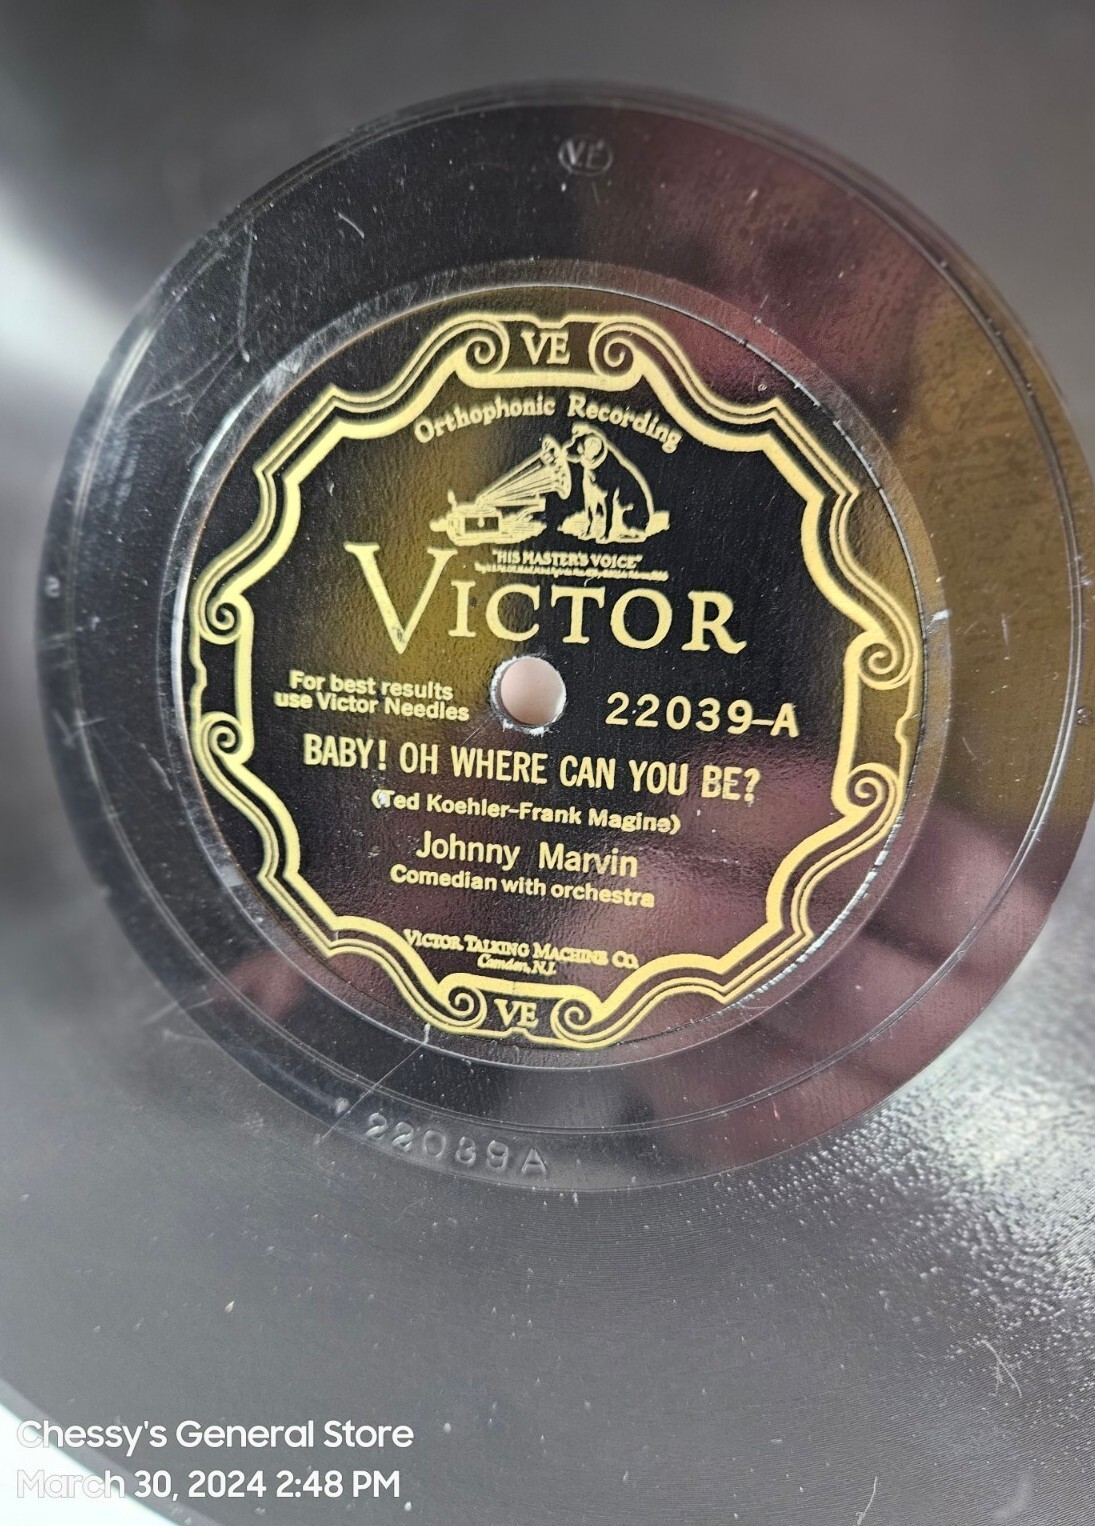 VE
VE
Orthophonic Recording
"HIS MASTER'S VOICE"
VICTOR
For best results
use Victor Needles
22039-A
BABY! OH WHERE CAN YOU BE?
(Ted Koehler-Frank Magine)
Johnny Marvin
Comedian with orchestra
VICTOR TALKING MACHINE CO.
Camden, N.J.
VE
22039A
Chessy's General Store
March 30, 2024 2:48 PM